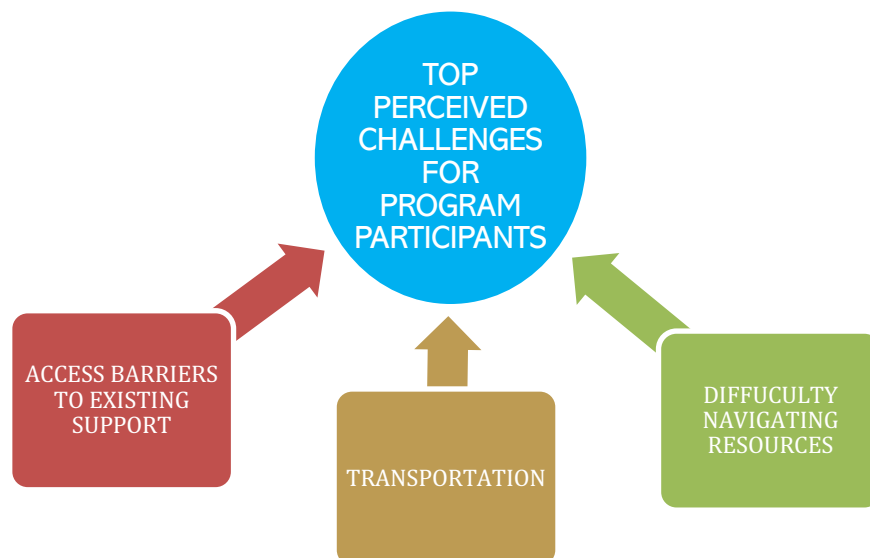 TOP
PERCEIVED
CHALLENGES
FOR
PROGRAM
PARTICIPANTS
ACCESS BARRIERS
TO EXISTING
SUPPORT
TRANSPORTATION
DIFFUCULTY
NAVIGATING
RESOURCES